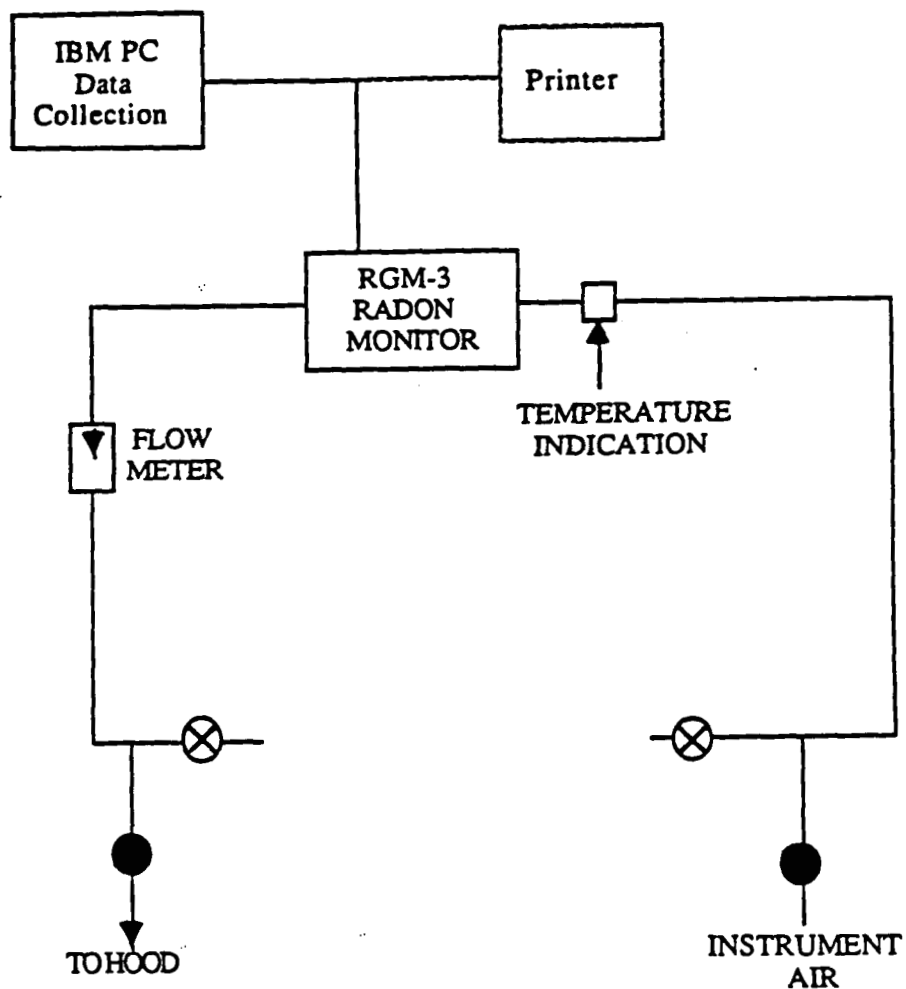 IBM PC
Data
Collection
Printer
RGM-3
RADON
MONITOR
TEMPERATURE
INDICATION
FLOW
METER
TO HOOD
INSTRUMENT
AIR